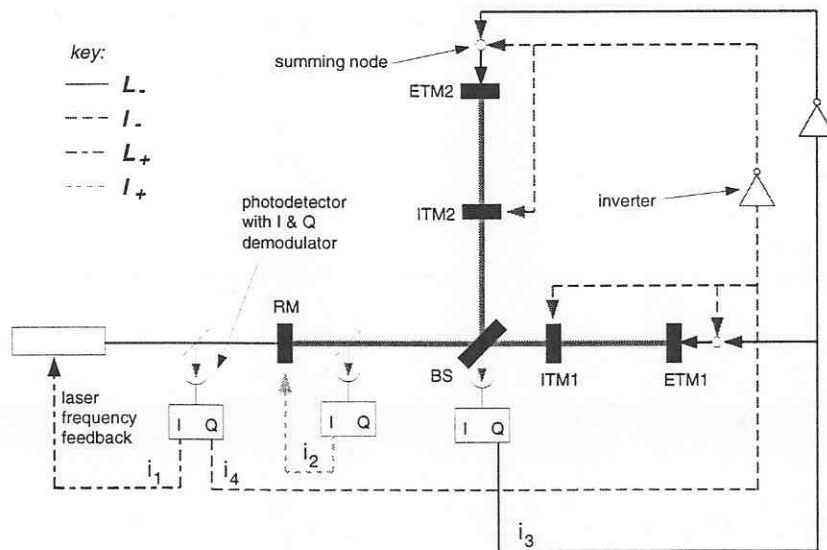 key:
L-
l-
L+
l+
summing node
ETM2
inverter
photodetector
with I & Q
demodulator
ITM2
RM
BS
ITM1
ETM1
laser
frequency
feedback
I Q
I Q
I Q
i1
i4
i2
i3